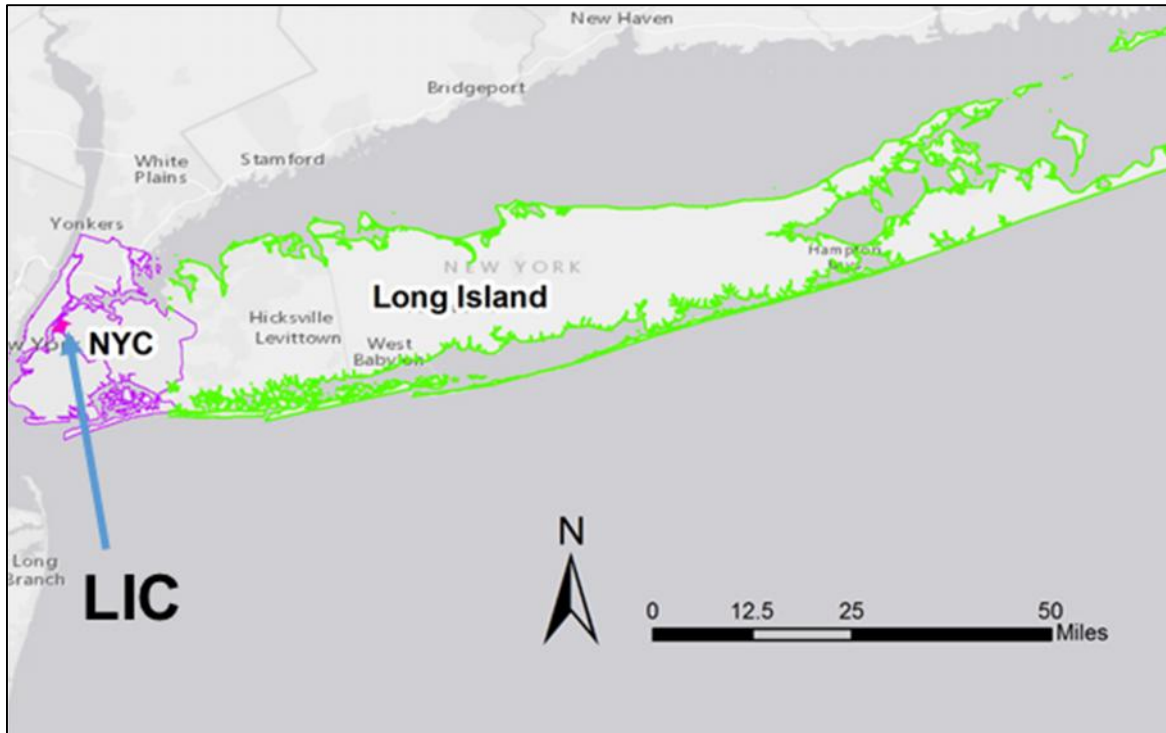 New Haven
Bridgeport
White
Plains
Stamford
Yonkers
NEW YORK
Hampton
Long Island
Hicksville
Levittown
West
Babylon
NYC
LIC
Long
Branch
N
0 12.5 25 50
Miles